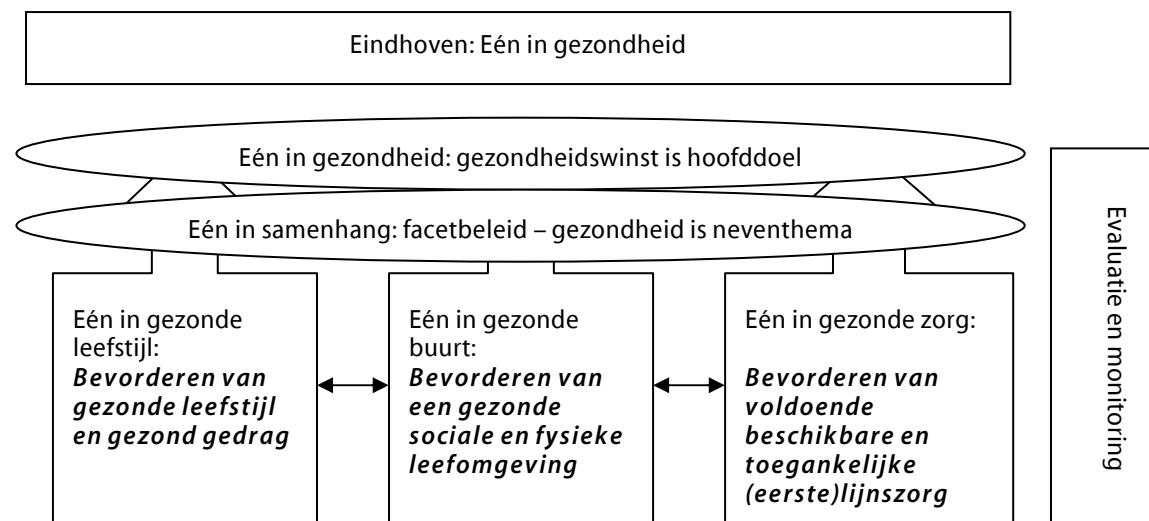 Eindhoven: Eén in gezondheid
Eén in gezondheid: gezondheidswinst is hoofddoel
Eén in samenhang: facetbeleid – gezondheid is neventhema
Eén in gezonde
leefstijl:
Bevorderen van
gezonde leefstijl
en gezond gedrag
Eén in gezonde
buurt:
Bevorderen van
een gezonde
sociale en fysieke
leefomgeving
Eén in gezonde zorg:
Bevorderen van
voldoende
beschikbare en
toegankelijke
(eerste)lijnszorg
Evaluatie en monitoring